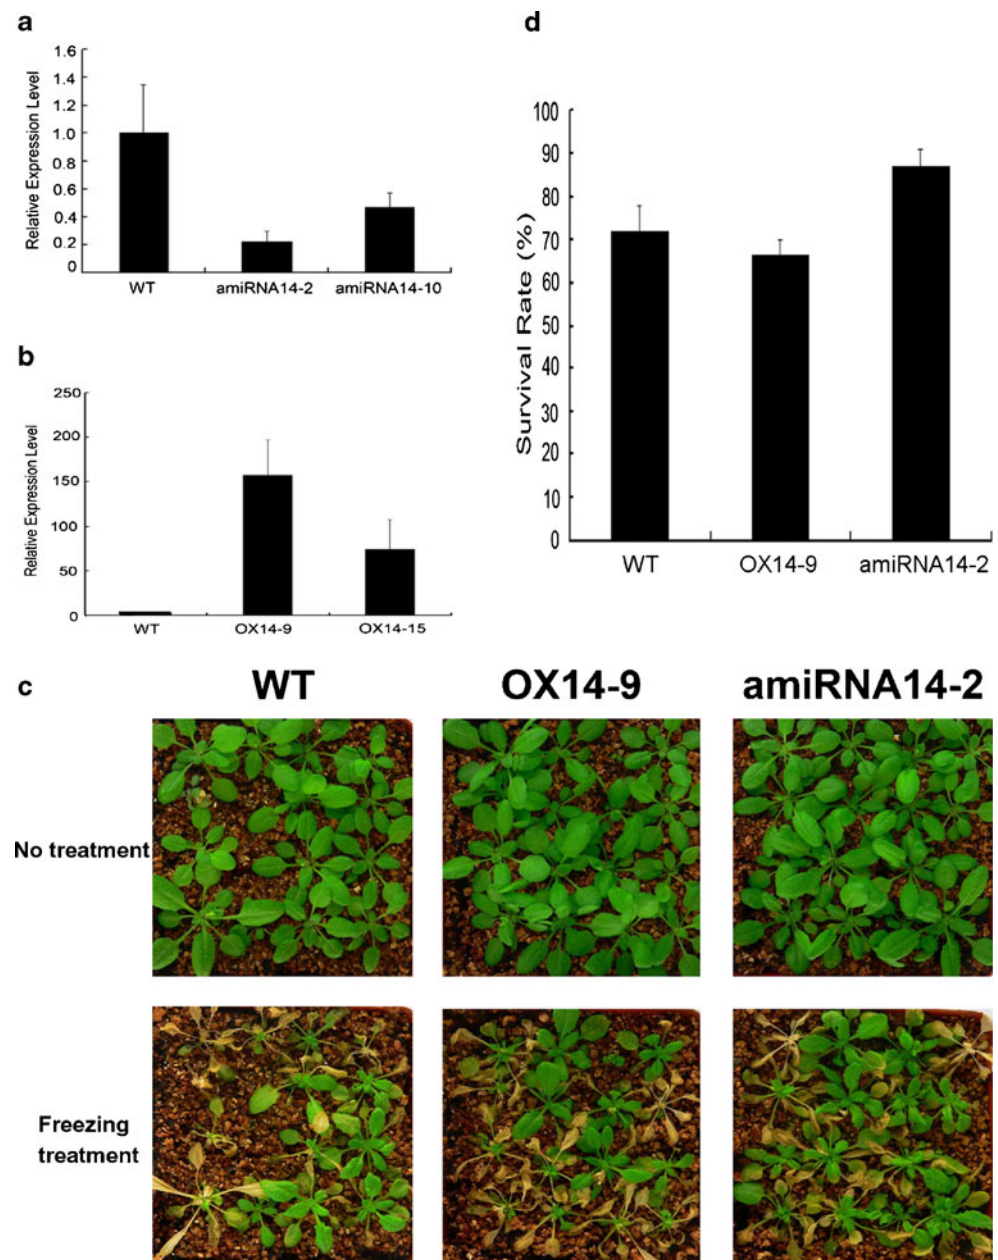 a
Relative Expression Level
1.6
1.4
1.2
1.0
0.8
0.6
0.4
0.2
0
WT amiRNA14-2 amiRNA14-10
b
Relative Expression Level
250
200
150
100
50
0
WT OX14-9 OX14-15
d
Survival Rate (%)
100
90
80
70
60
50
40
30
20
10
0
WT OX14-9 amiRNA14-2
c
WT OX14-9 amiRNA14-2
No treatment
Freezing
treatment